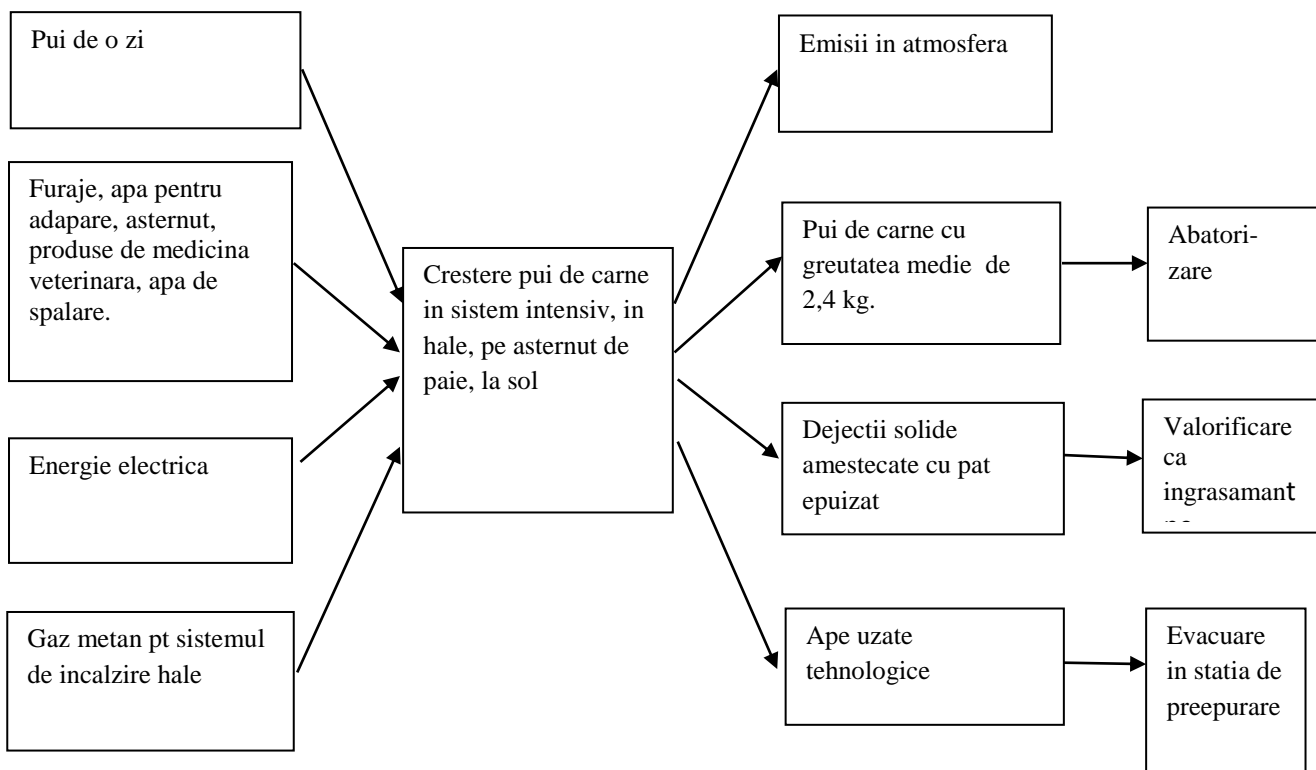 Pui de o zi
Furaje, apa pentru
adapare, asternut,
produse de medicina
veterinara, apa de
spalare.
Energie electrica
Gaz metan pt sistemul
de incalzire hale
Crestere pui de carne
in sistem intensiv, in
hale, pe asternut de
paie, la sol
Emisii in atmosfera
Pui de carne cu
greutatea medie de
2,4 kg.
Abatori-
zare
Dejectii solide
amestecate cu pat
epuizat
Valorificare
ca
ingrasamant
Ape uzate
tehnologice
Evacuare
in statia de
preepurare